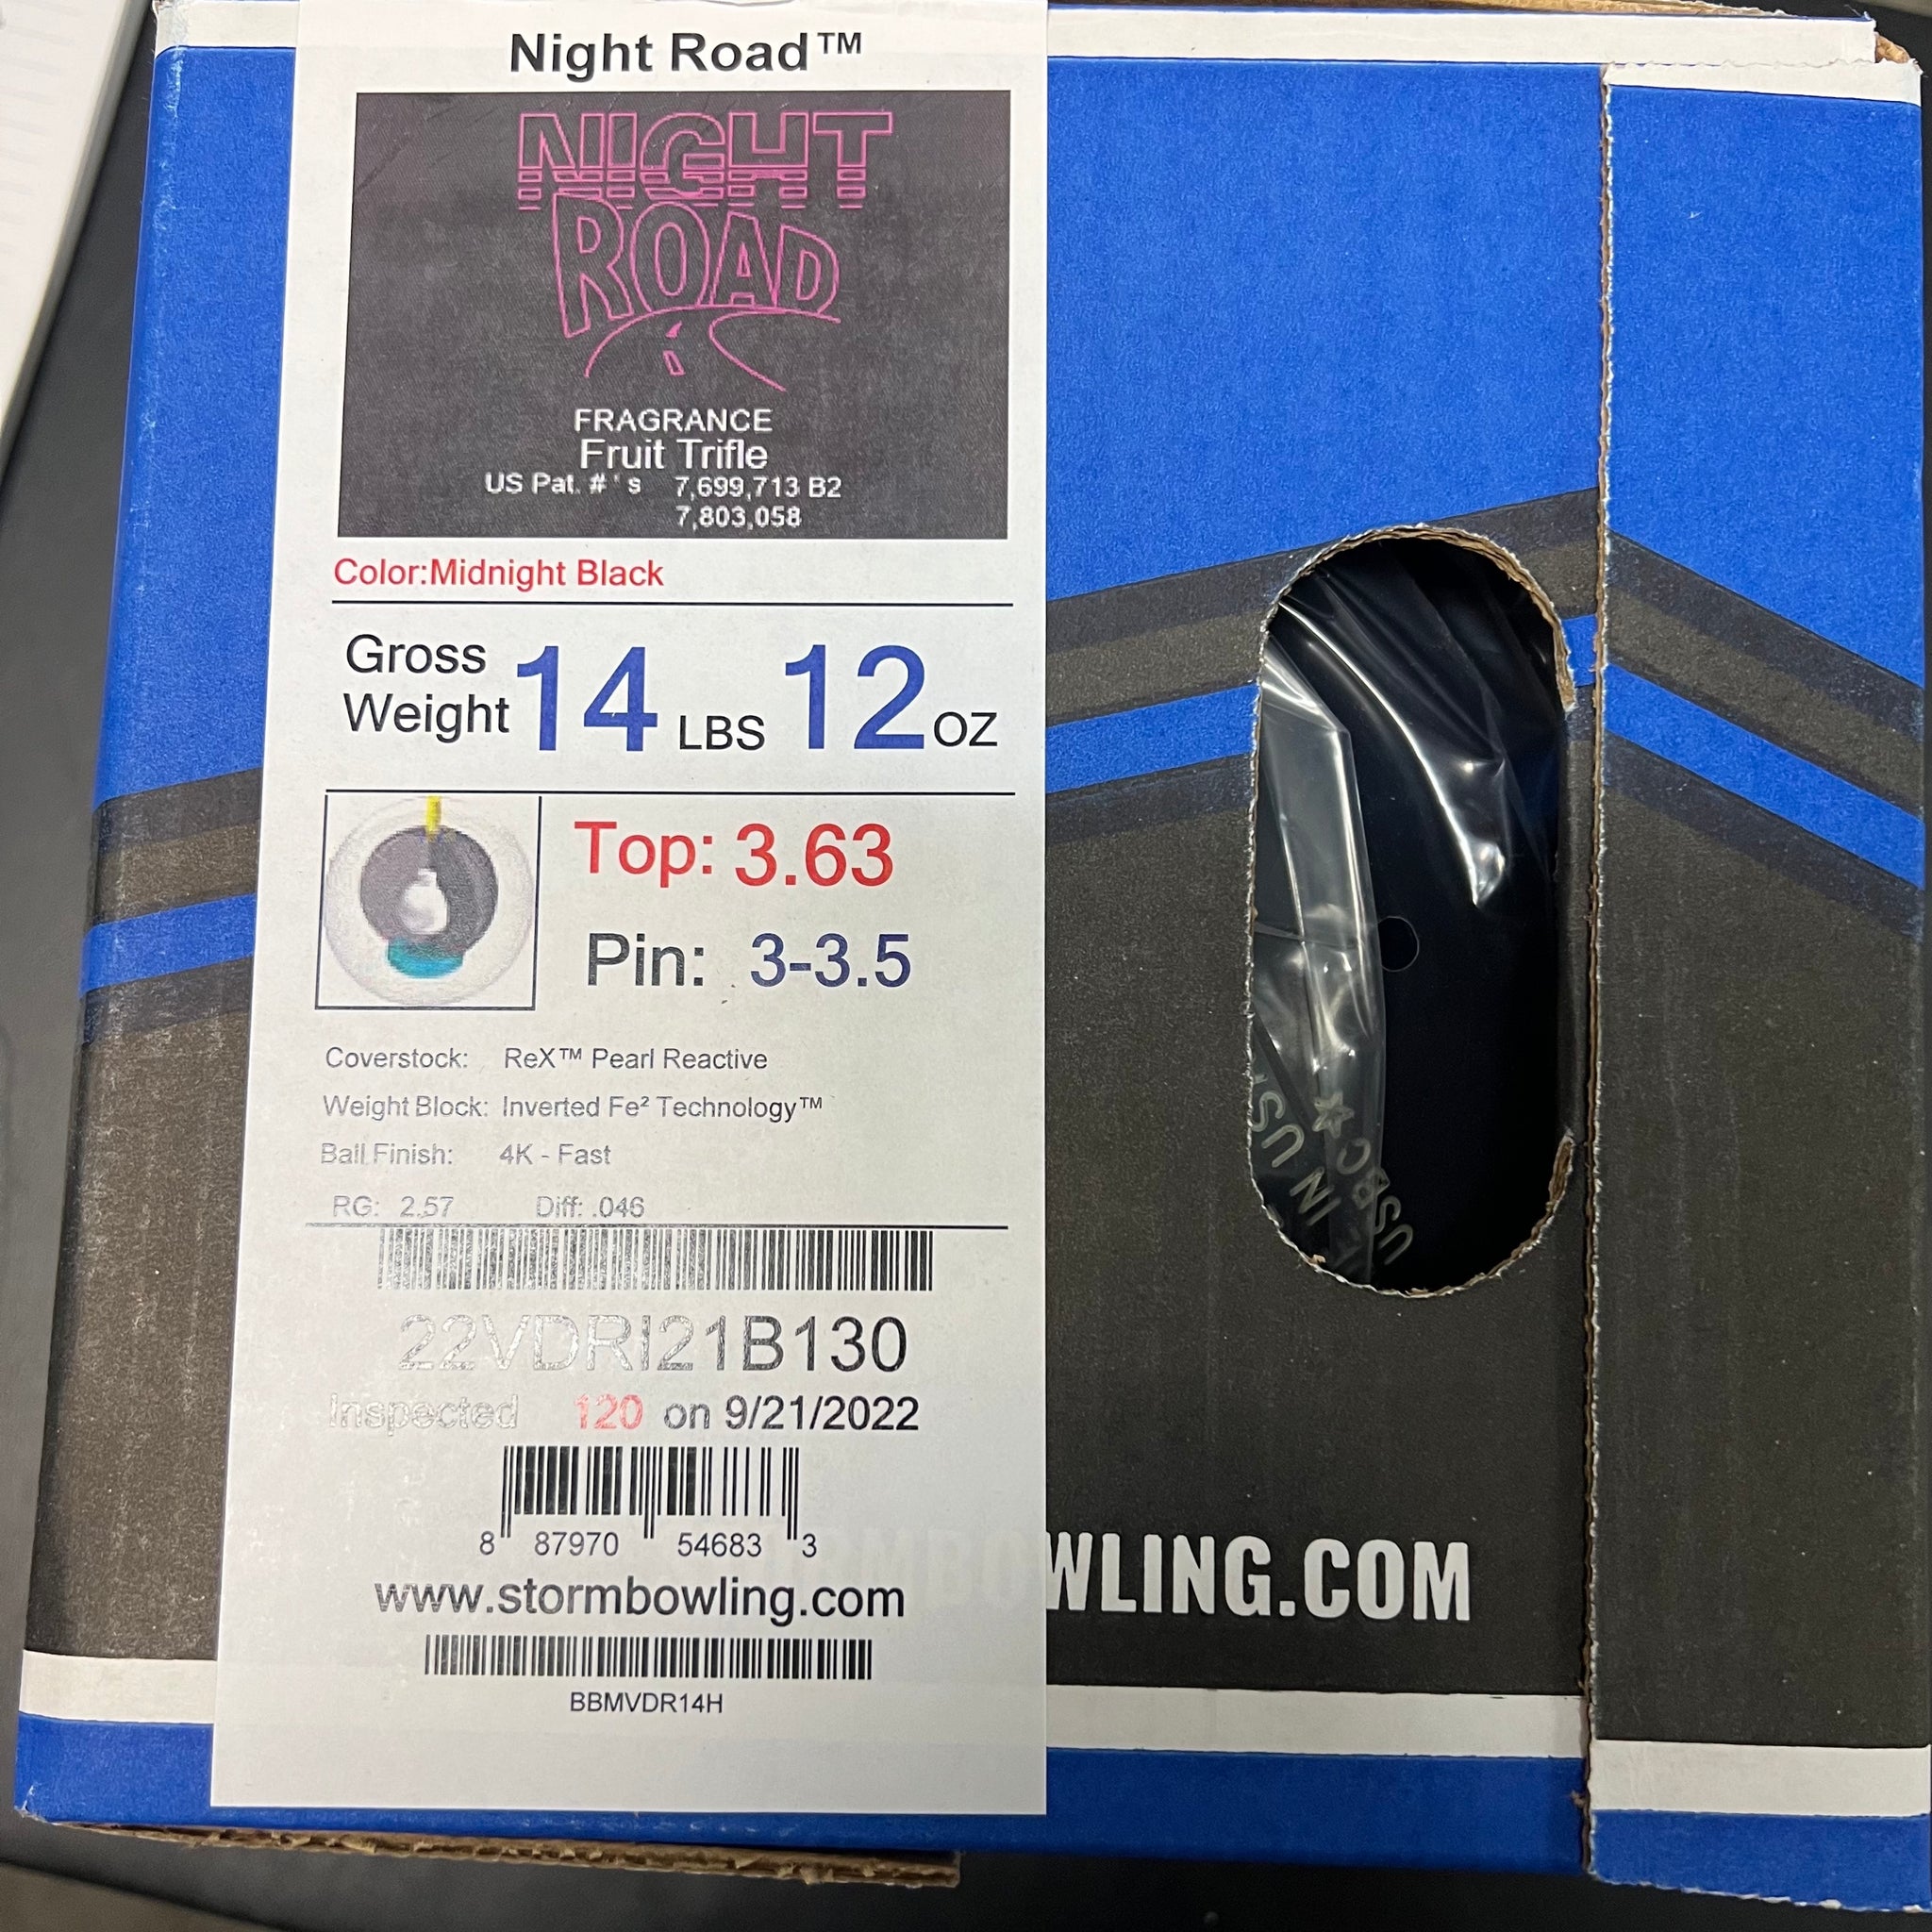 Night Road™
NIGHT
ROAD
FRAGRANCE
Fruit Trifle
US Pat. #'s 7,699,713 B2
7,803,058
Color:Midnight Black
Gross
Weight 14 LBS 12 OZ
Top: 3.63
Pin: 3-3.5
Coverstock: ReX™ Pearl Reactive
Weight Block: Inverted Fe² Technology™
Ball Finish: 4K - Fast
RG: 2.57 Diff: .046
22VDRI21B130
Inspected 120 on 9/21/2022
8 87970 54683 3
www.stormbowling.com
BBMVDR14H
WLING.COM
IN US
USBC